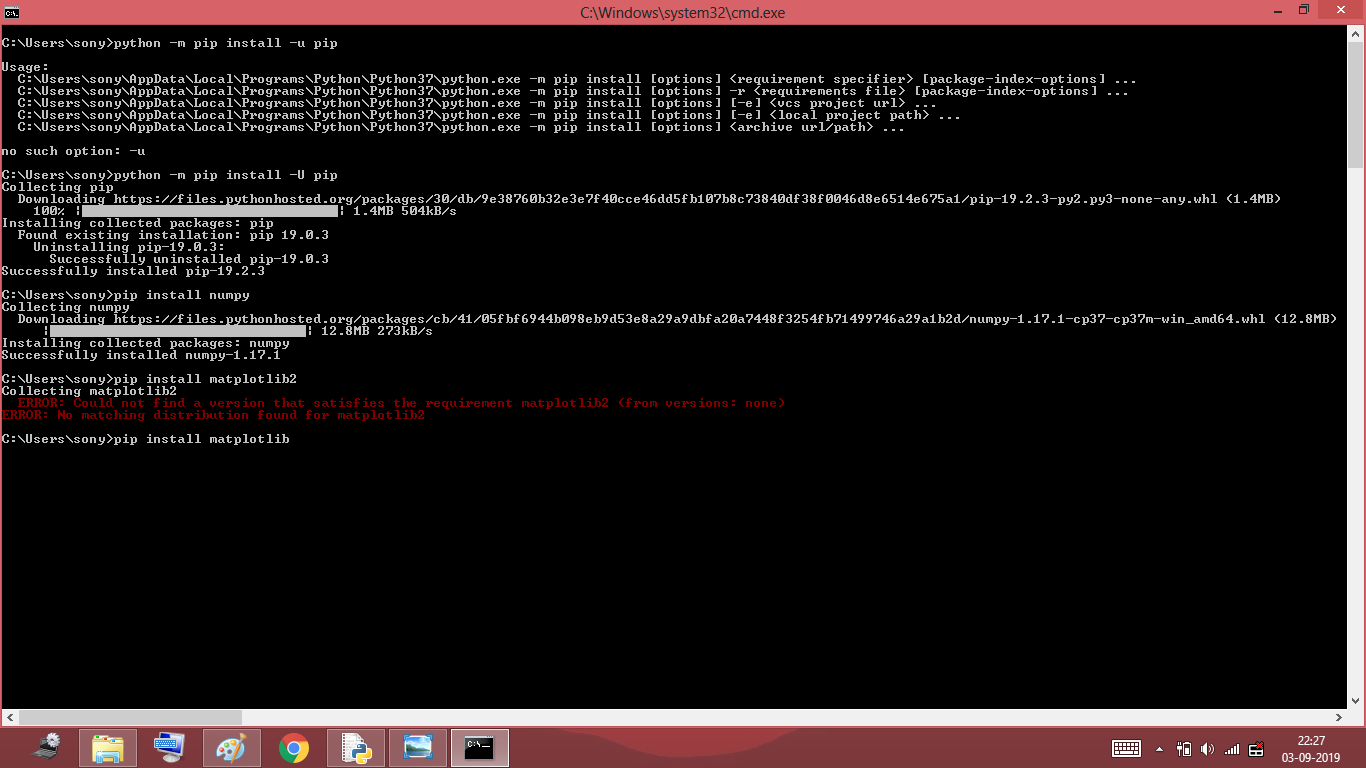 C:\Windows\system32\cmd.exe
C:\Users\sony>python -m pip install -u pip
Usage:
C:\Users\sony\AppData\Local\Programs\Python\Python37\python.exe -m pip install [options] <requirement specifier> [package-index-options] ...
C:\Users\sony\AppData\Local\Programs\Python\Python37\python.exe -m pip install [options] -r <requirements file> [package-index-options] ...
C:\Users\sony\AppData\Local\Programs\Python\Python37\python.exe -m pip install [options] [-e] <vcs project url> ...
C:\Users\sony\AppData\Local\Programs\Python\Python37\python.exe -m pip install [options] [-e] <local project path> ...
C:\Users\sony\AppData\Local\Programs\Python\Python37\python.exe -m pip install [options] <archive url/path> ...
no such option: -u
C:\Users\sony>python -m pip install -U pip
Collecting pip
Downloading https://files.pythonhosted.org/packages/30/db/9e38760b32e3e7f40cce46dd5fb107b8c73840df38f0046d8e6514e675a1/pip-19.2.3-py2.py3-none-any.whl (1.4MB)
100% |████████████████████████████████| 1.4MB 504kB/s
Installing collected packages: pip
Found existing installation: pip 19.0.3
Uninstalling pip-19.0.3:
Successfully uninstalled pip-19.0.3
Successfully installed pip-19.2.3
C:\Users\sony>pip install numpy
Collecting numpy
Downloading https://files.pythonhosted.org/packages/cb/41/05fbf6944b098eb9d53e8a29a9dbfa20a7448f3254fb71499746a29a1b2d/numpy-1.17.1-cp37-cp37m-win_amd64.whl (12.8MB)
|████████████████████████████████| 12.8MB 273kB/s
Installing collected packages: numpy
Successfully installed numpy-1.17.1
C:\Users\sony>pip install matplotlib2
Collecting matplotlib2
ERROR: Could not find a version that satisfies the requirement matplotlib2 (from versions: none)
ERROR: No matching distribution found for matplotlib2
C:\Users\sony>pip install matplotlib
22:27
03-09-2019